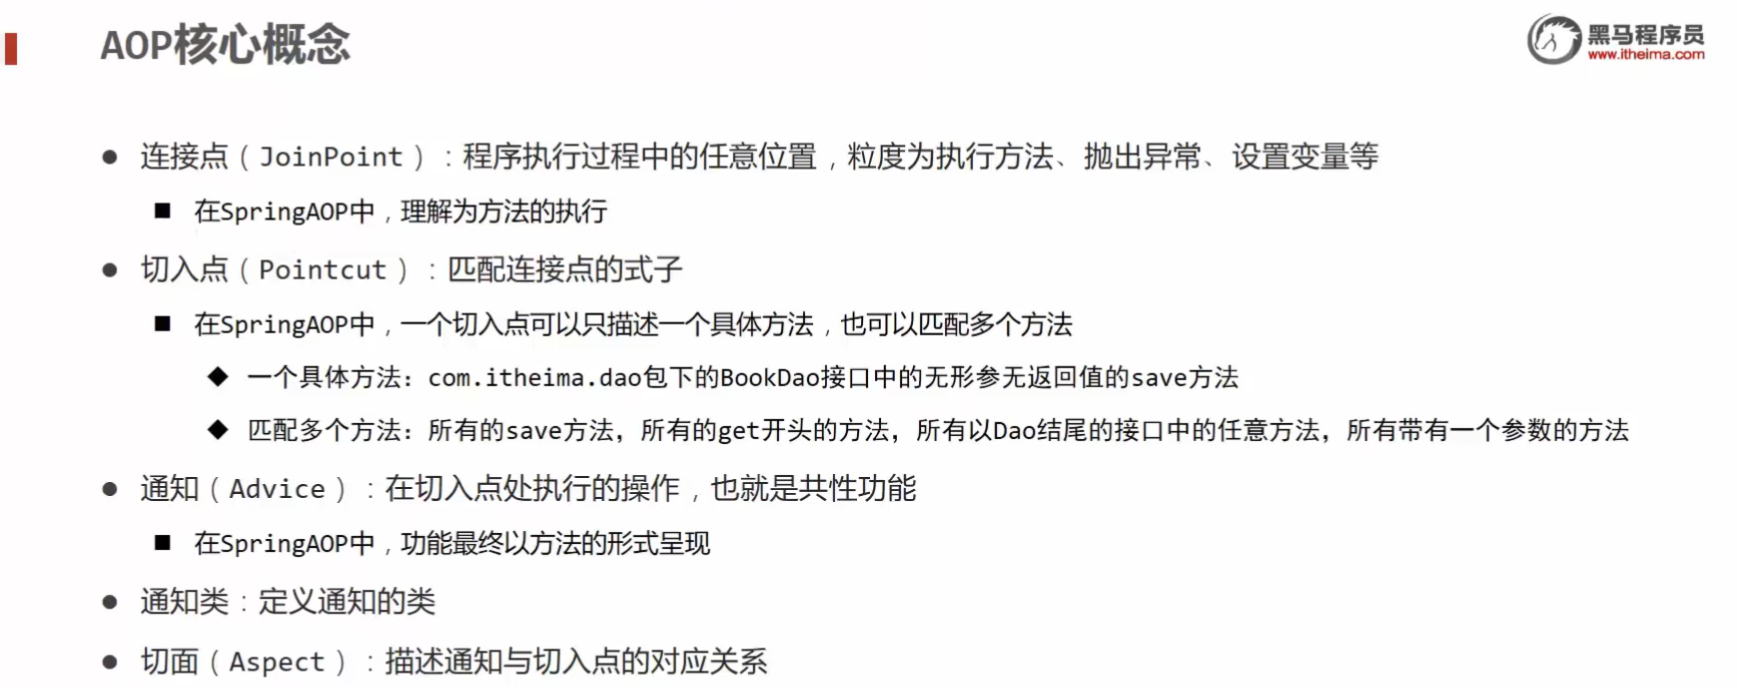 AOP核心概念
黑马程序员
www.itheima.com
● 连接点（JoinPoint）：程序执行过程中的任意位置，粒度为执行方法、抛出异常、设置变量等
■ 在SpringAOP中，理解为方法的执行
● 切入点（Pointcut）：匹配连接点的式子
■ 在SpringAOP中，一个切入点可以只描述一个具体方法，也可以匹配多个方法
◆ 一个具体方法：com.itheima.dao包下的BookDao接口中的无形参无返回值的save方法
◆ 匹配多个方法：所有的save方法，所有的get开头的方法，所有以Dao结尾的接口中的任意方法，所有带有一个参数的方法
● 通知（Advice）：在切入点处执行的操作，也就是共性功能
■ 在SpringAOP中，功能最终以方法的形式呈现
● 通知类：定义通知的类
● 切面（Aspect）：描述通知与切入点的对应关系